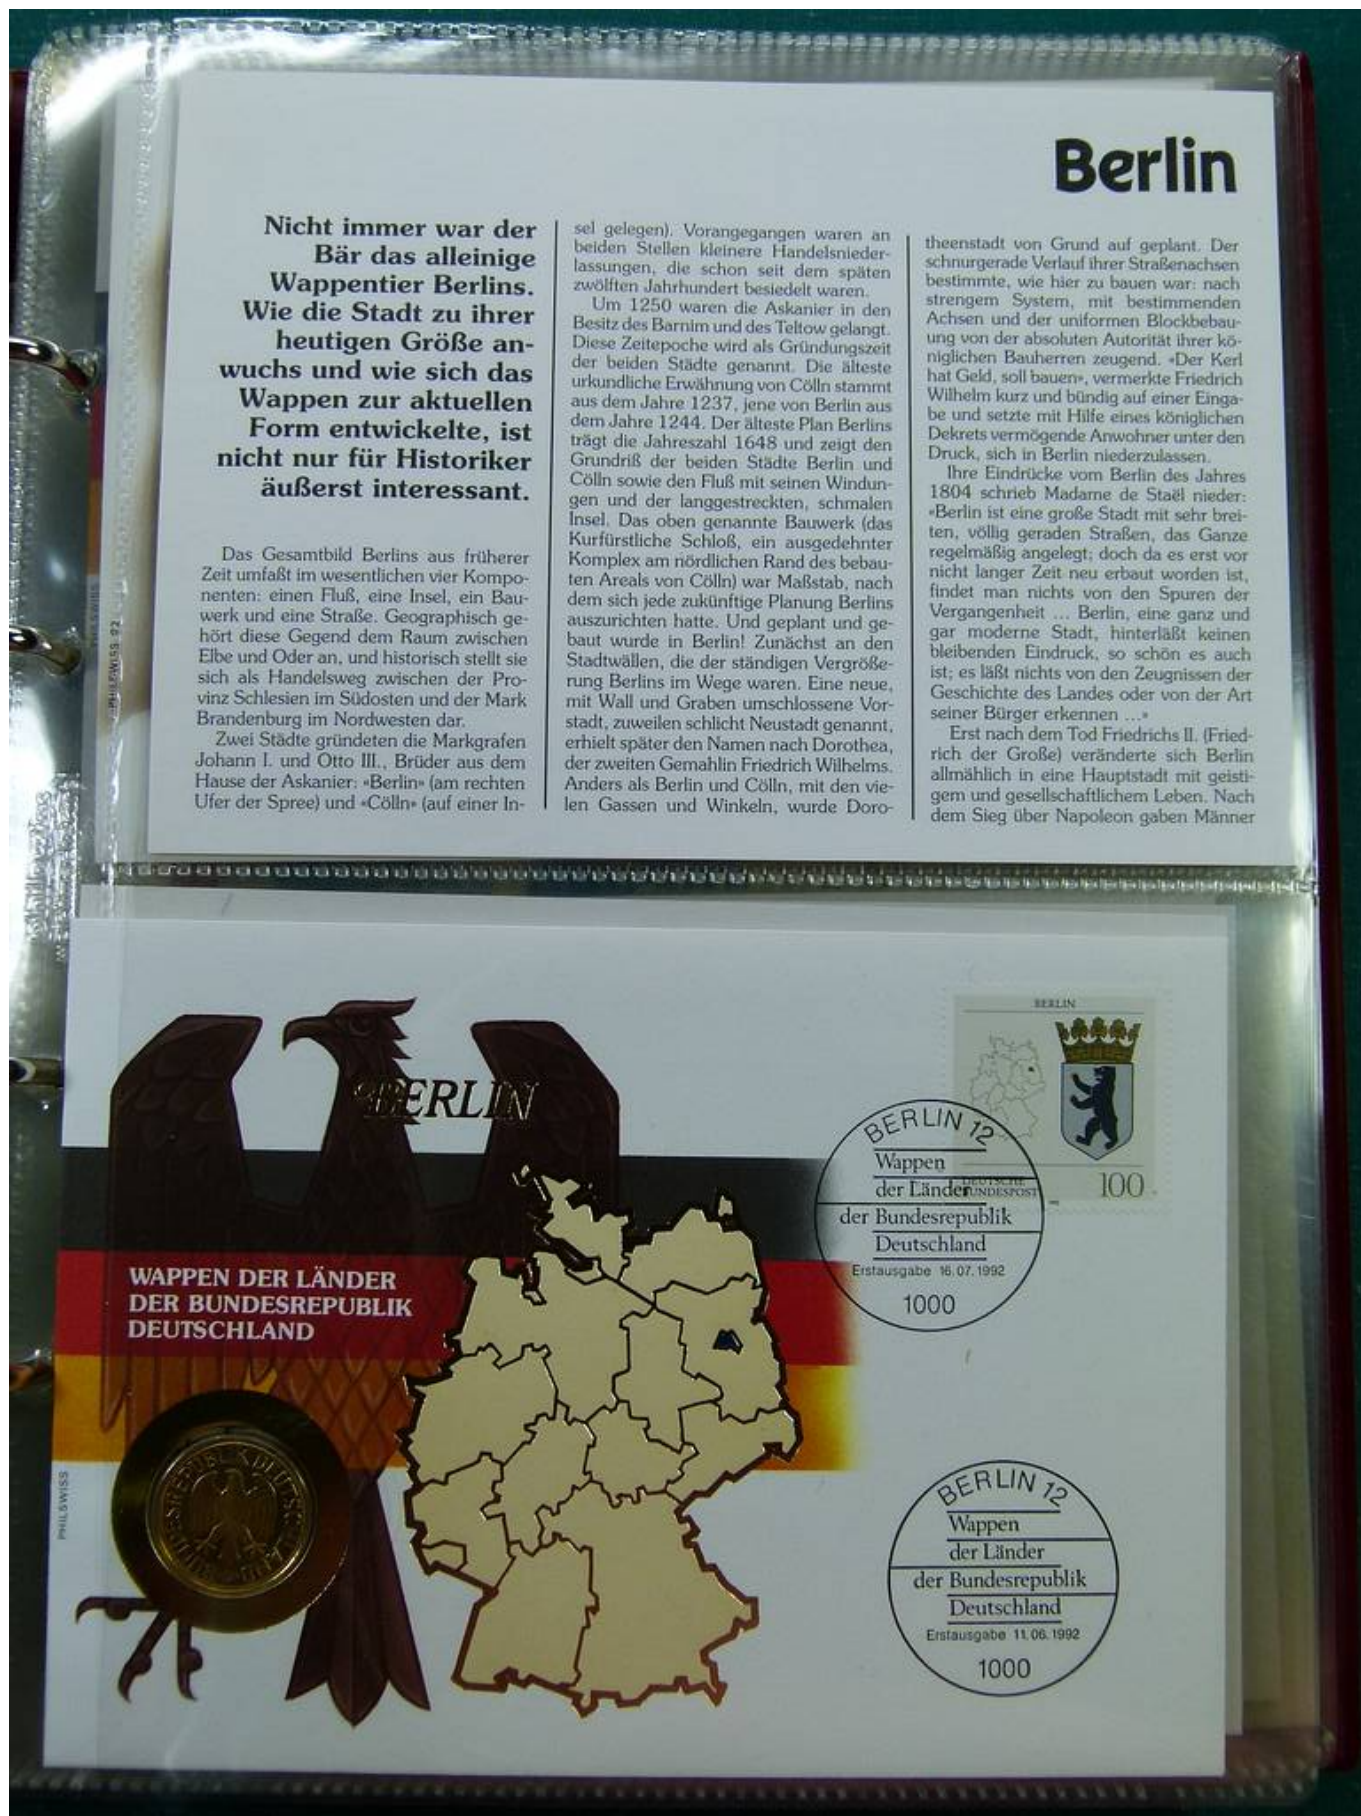 Berlin
Nicht immer war der
Bär das alleinige
Wappentier Berlins.
Wie die Stadt zu ihrer
heutigen Größe an-
wuchs und wie sich das
Wappen zur aktuellen
Form entwickelte, ist
nicht nur für Historiker
äußerst interessant.
Das Gesamtbild Berlins aus früherer
Zeit umfaßt im wesentlichen vier Kompo-
nenten: einen Fluß, eine Insel, ein Bau-
werk und eine Straße. Geographisch ge-
hört diese Gegend dem Raum zwischen
Elbe und Oder an, und historisch stellt sie
sich als Handelsweg zwischen der Pro-
vinz Schlesien im Südosten und der Mark
Brandenburg im Nordwesten dar.
Zwei Städte gründeten die Markgrafen
Johann I. und Otto III., Brüder aus dem
Hause der Askanier: «Berlin» (am rechten
Ufer der Spree) und «Cölln» (auf einer In-
sel gelegen). Vorangegangen waren an
beiden Stellen kleinere Handelsnieder-
lassungen, die schon seit dem späten
zwölften Jahrhundert besiedelt waren.
Um 1250 waren die Askanier in den
Besitz des Barnim und des Teltow gelangt.
Diese Zeitepoche wird als Gründungszeit
der beiden Städte genannt. Die älteste
urkundliche Erwähnung von Cölln stammt
aus dem Jahre 1237, jene von Berlin aus
dem Jahre 1244. Der älteste Plan Berlins
trägt die Jahreszahl 1648 und zeigt den
Grundriß der beiden Städte Berlin und
Cölln sowie den Fluß mit seinen Windun-
gen und der langgestreckten, schmalen
Insel. Das oben genannte Bauwerk (das
Kurfürstliche Schloß, ein ausgedehnter
Komplex am nördlichen Rand des bebau-
ten Areals von Cölln) war Maßstab, nach
dem sich jede zukünftige Planung Berlins
auszurichten hatte. Und geplant und ge-
baut wurde in Berlin! Zunächst an den
Stadtwällen, die der ständigen Vergröße-
rung Berlins im Wege waren. Eine neue,
mit Wall und Graben umschlossene Vor-
stadt, zuweilen schlicht Neustadt genannt,
erhielt später den Namen nach Dorothea,
der zweiten Gemahlin Friedrich Wilhelms.
Anders als Berlin und Cölln, mit den vie-
len Gassen und Winkeln, wurde Doro-
theenstadt von Grund auf geplant. Der
schnurgerade Verlauf ihrer Straßenachsen
bestimmte, wie hier zu bauen war: nach
strengem System, mit bestimmenden
Achsen und der uniformen Blockbebau-
ung von der absoluten Autorität ihrer kö-
niglichen Bauherren zeugend. «Der Kerl
hat Geld, soll bauen», vermerkte Friedrich
Wilhelm kurz und bündig auf einer Einga-
be und setzte mit Hilfe eines königlichen
Dekrets vermögende Anwohner unter den
Druck, sich in Berlin niederzulassen.
Ihre Eindrücke vom Berlin des Jahres
1804 schrieb Madame de Staël nieder:
«Berlin ist eine große Stadt mit sehr brei-
ten, völlig geraden Straßen, das Ganze
regelmäßig angelegt; doch da es erst vor
nicht langer Zeit neu erbaut worden ist,
findet man nichts von den Spuren der
Vergangenheit ... Berlin, eine ganz und
gar moderne Stadt, hinterläßt keinen
bleibenden Eindruck, so schön es auch
ist; es läßt nichts von den Zeugnissen der
Geschichte des Landes oder von der Art
seiner Bürger erkennen ...»
Erst nach dem Tod Friedrichs II. (Fried-
rich der Große) veränderte sich Berlin
allmählich in eine Hauptstadt mit geisti-
gem und gesellschaftlichem Leben. Nach
dem Sieg über Napoleon gaben Männer
PHILSWISS
PHILSWISS 92
BERLIN
BERLIN
DEUTSCHE
BUNDESPOST
100
BERLIN 12
Wappen
der Länder
der Bundesrepublik
Deutschland
Erstausgabe 16.07.1992
1000
WAPPEN DER LÄNDER
DER BUNDESREPUBLIK
DEUTSCHLAND
BUNDESREPUBLIK DEUTSCHLAND
PHILSWISS
BERLIN 12
Wappen
der Länder
der Bundesrepublik
Deutschland
Erstausgabe 11.06.1992
1000